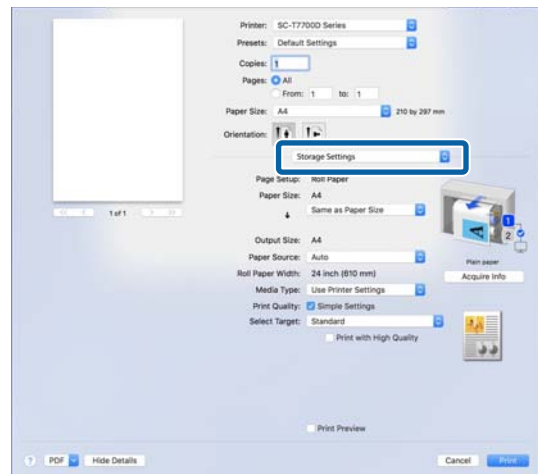 Printer: SC-T7700D Series
Presets: Default Settings
Copies: 1
Pages: All
From: 1 to: 1
Paper Size: A4 210 by 297 mm
Orientation:
Storage Settings
Page Setup: Roll Paper
Paper Size: A4
Same as Paper Size
1 of 1
Output Size: A4
Paper Source: Auto
Roll Paper Width: 24 inch (610 mm)
Media Type: Use Printer Settings
Print Quality: Simple Settings
Select Target: Standard
Print with High Quality
1
2
Plain paper
Acquire Info
Print Preview
? PDF Hide Details Cancel Print